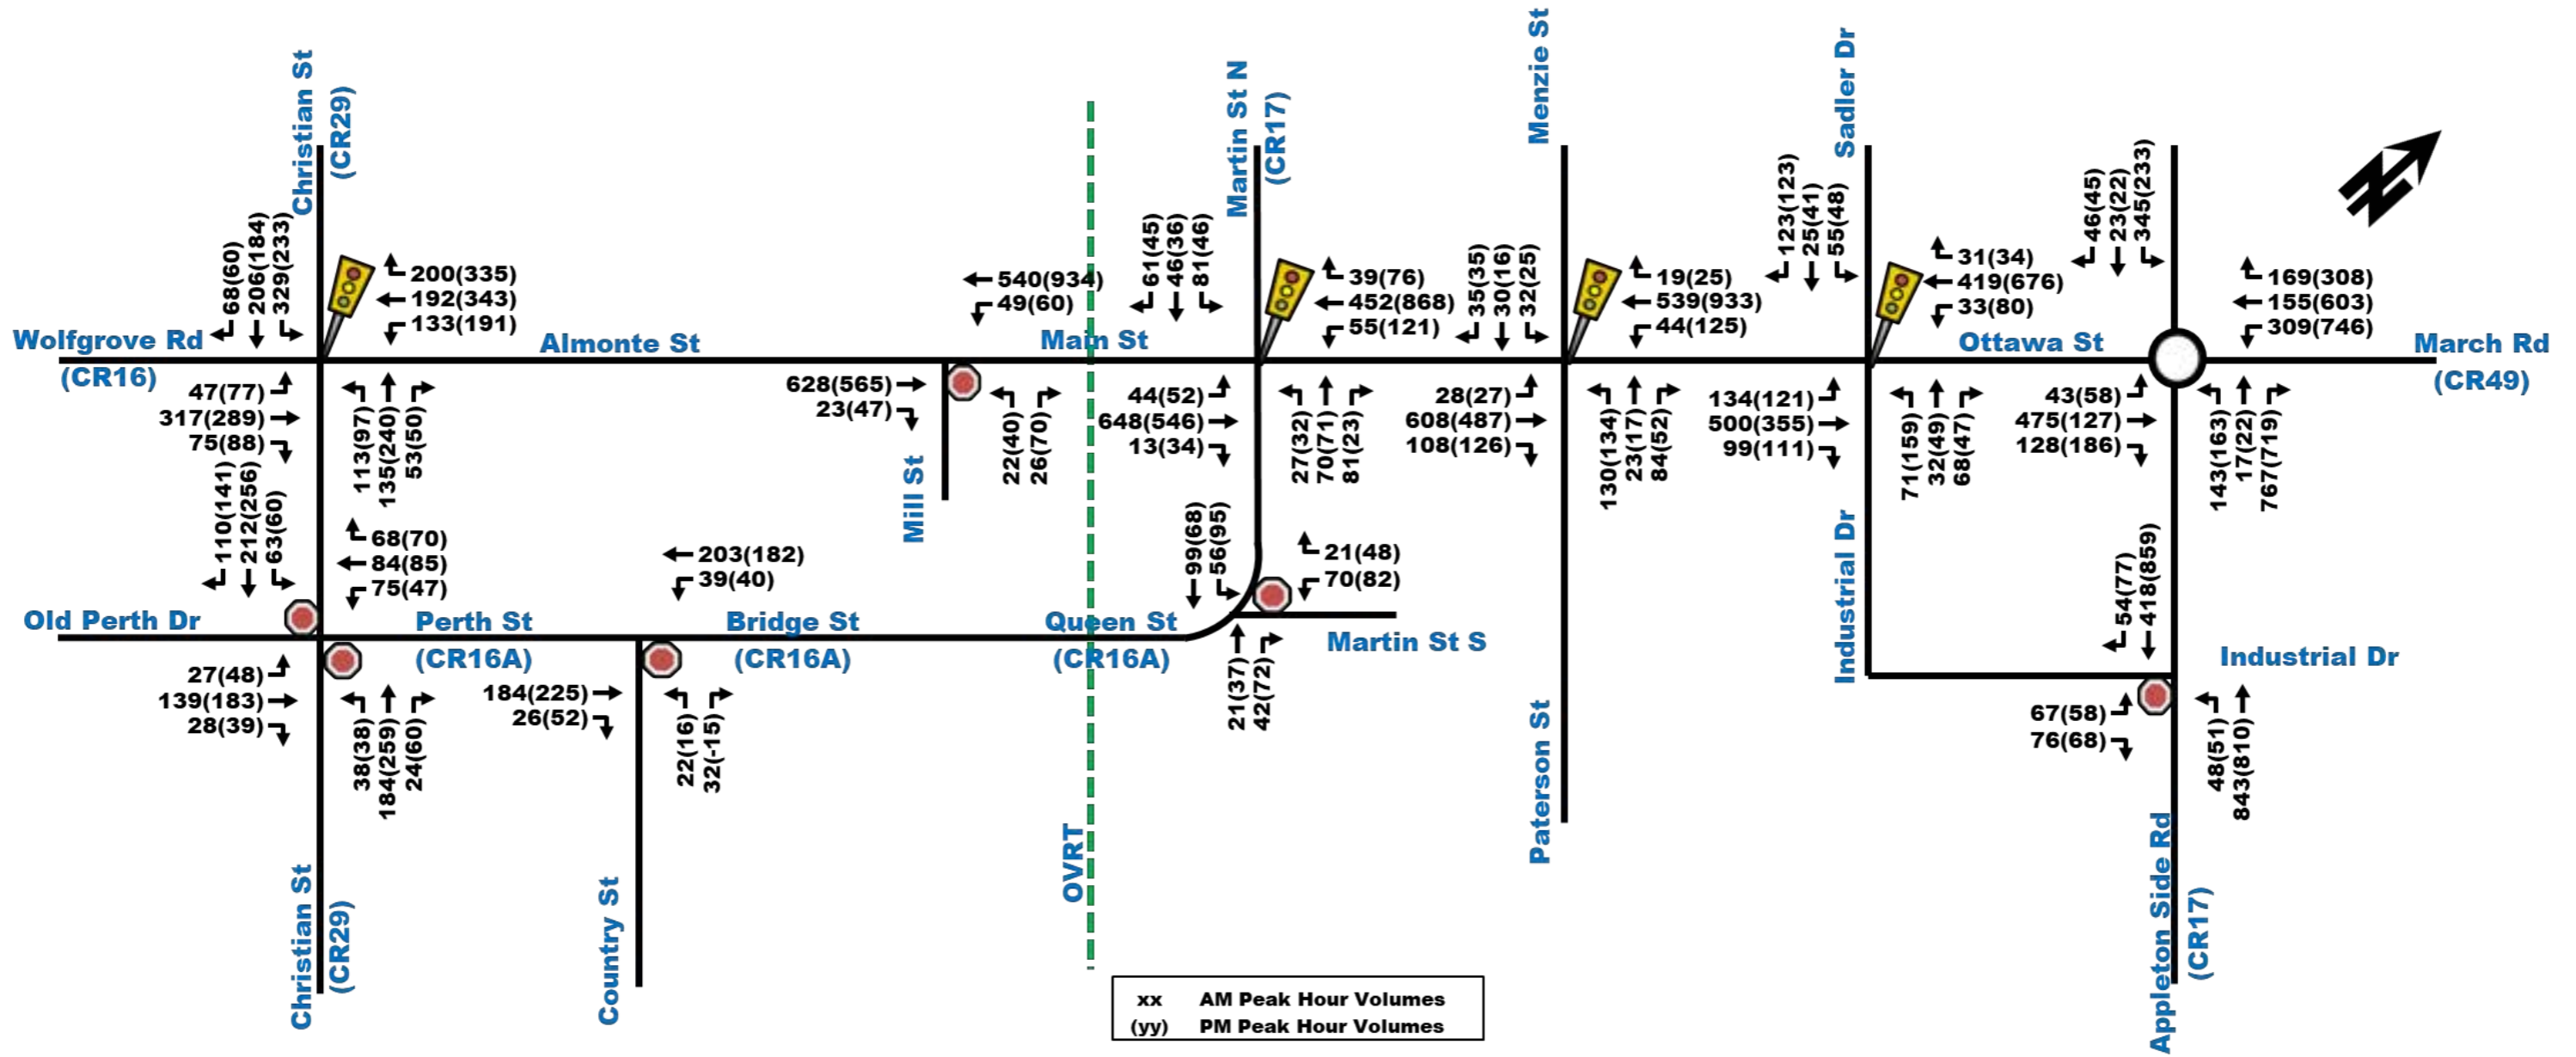 Christian St
(CR29)
Martin St N
(CR17)
Menzie St
Sadler Dr
68(60)
206(184)
329(233)
200(335)
192(343)
133(191)
540(934)
49(60)
61(45)
46(36)
81(46)
39(76)
452(868)
55(121)
35(35)
30(16)
32(25)
19(25)
539(933)
44(125)
123(123)
25(41)
55(48)
31(34)
419(676)
33(80)
46(45)
23(22)
345(233)
169(308)
155(603)
309(746)
Wolfgrove Rd
(CR16)
Almonte St
Main St
Ottawa St
March Rd
(CR49)
47(77)
317(289)
75(88)
113(97)
135(240)
53(50)
628(565)
23(47)
Mill St
22(40)
26(70)
44(52)
648(546)
13(34)
27(32)
70(71)
81(23)
28(27)
608(487)
108(126)
130(134)
23(17)
84(52)
134(121)
500(355)
99(111)
71(159)
32(49)
68(47)
43(58)
475(127)
128(186)
143(163)
17(22)
767(719)
110(141)
212(256)
63(60)
68(70)
84(85)
75(47)
203(182)
39(40)
99(68)
56(95)
21(48)
70(82)
54(77)
418(859)
Old Perth Dr
Perth St
(CR16A)
Bridge St
(CR16A)
Queen St
(CR16A)
Martin St S
Industrial Dr
Industrial Dr
27(48)
139(183)
28(39)
38(38)
184(259)
24(60)
184(225)
26(52)
22(16)
32(-15)
21(37)
42(72)
67(58)
76(68)
48(51)
843(810)
Christian St
(CR29)
Country St
OVRT
Paterson St
Appleton Side Rd
(CR17)
xx AM Peak Hour Volumes
(yy) PM Peak Hour Volumes
N